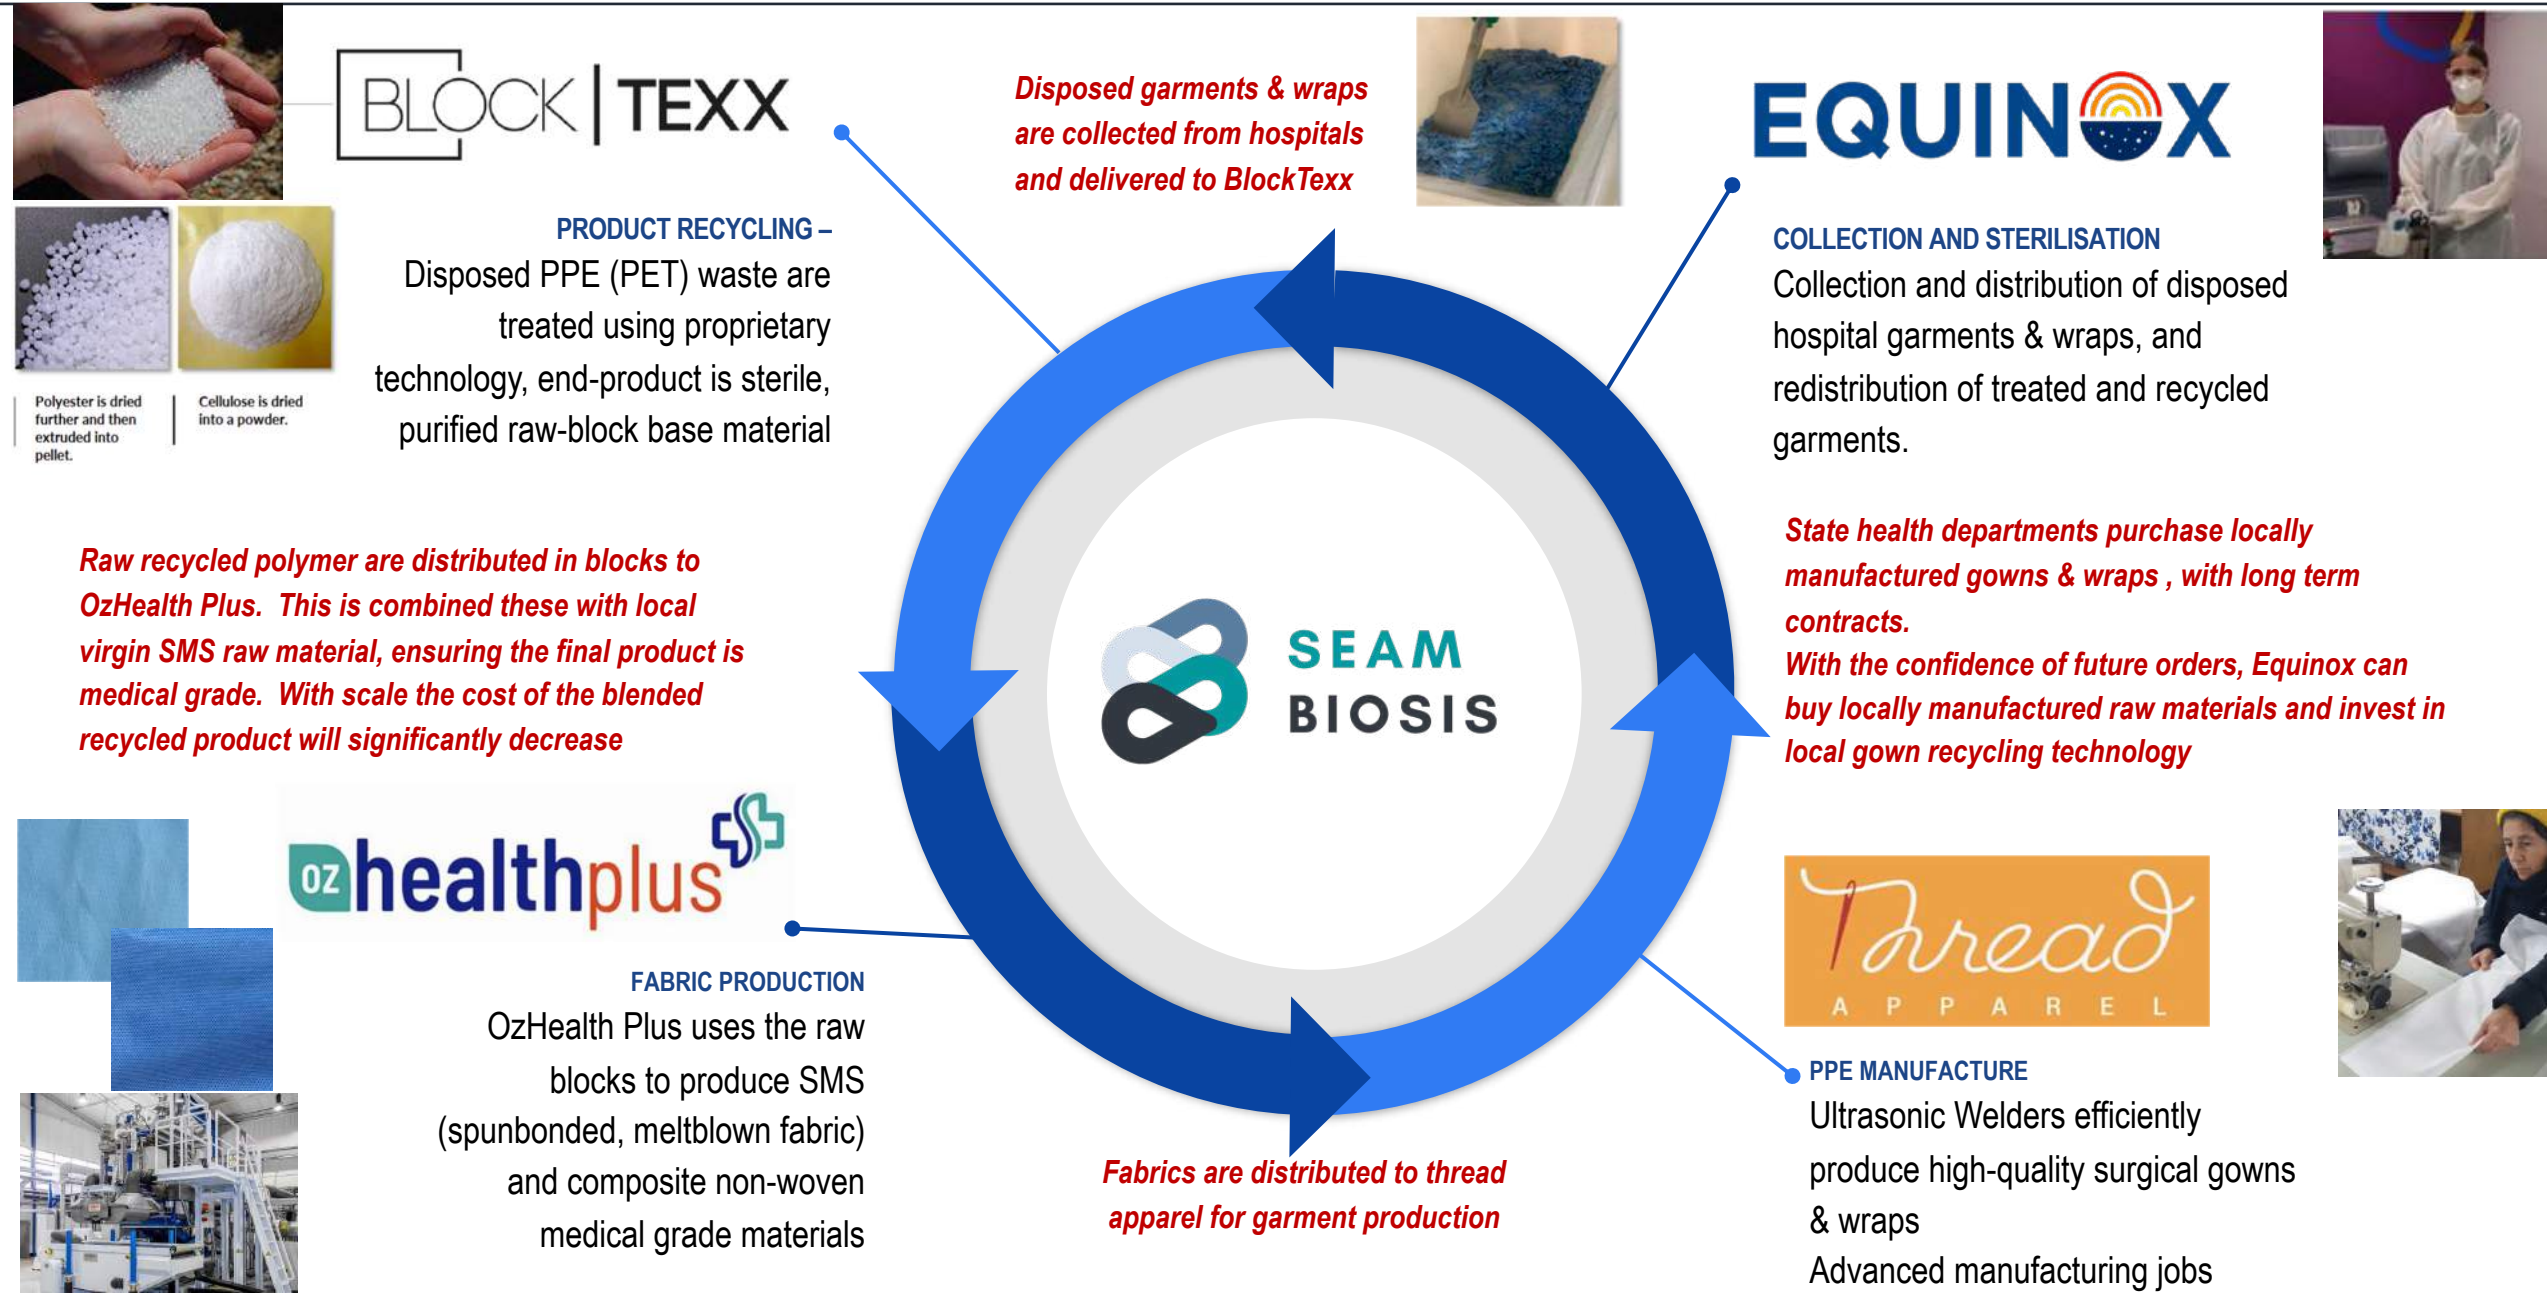 BLOCK | TEXX
PRODUCT RECYCLING –
Disposed PPE (PET) waste are
treated using proprietary
technology, end-product is sterile,
purified raw-block base material
Polyester is dried
further and then
extruded into
pellet.
Cellulose is dried
into a powder.
Disposed garments & wraps
are collected from hospitals
and delivered to BlockTexx
EQUINOX
COLLECTION AND STERILISATION
Collection and distribution of disposed
hospital garments & wraps, and
redistribution of treated and recycled
garments.
Raw recycled polymer are distributed in blocks to
OzHealth Plus. This is combined these with local
virgin SMS raw material, ensuring the final product is
medical grade. With scale the cost of the blended
recycled product will significantly decrease
SEAM
BIOSIS
State health departments purchase locally
manufactured gowns & wraps , with long term
contracts.
With the confidence of future orders, Equinox can
buy locally manufactured raw materials and invest in
local gown recycling technology
oz healthplus
FABRIC PRODUCTION
OzHealth Plus uses the raw
blocks to produce SMS
(spunbonded, meltblown fabric)
and composite non-woven
medical grade materials
Fabrics are distributed to thread
apparel for garment production
Thread
APPAREL
PPE MANUFACTURE
Ultrasonic Welders efficiently
produce high-quality surgical gowns
& wraps
Advanced manufacturing jobs